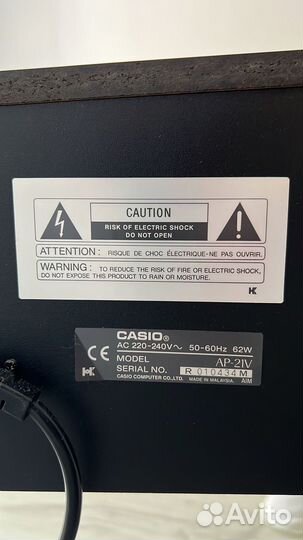 CAUTION
RISK OF ELECTRIC SHOCK
DO NOT OPEN
ATTENTION : RISQUE DE CHOC ÉLECTRIQUE-NE PAS OUVRIR.
WARNING : TO REDUCE THE RISK OF FIRE OR ELECTRIC SHOCK,
DO NOT EXPOSE THIS PRODUCT TO RAIN OR MOISTURE.
CASIO®
AC 220-240V～ 50-60Hz 62W
CE
MODEL AP-21V
SERIAL NO. R 010434 M
CASIO COMPUTER CO.,LTD. MADE IN MALAYSIA AIM
Avito